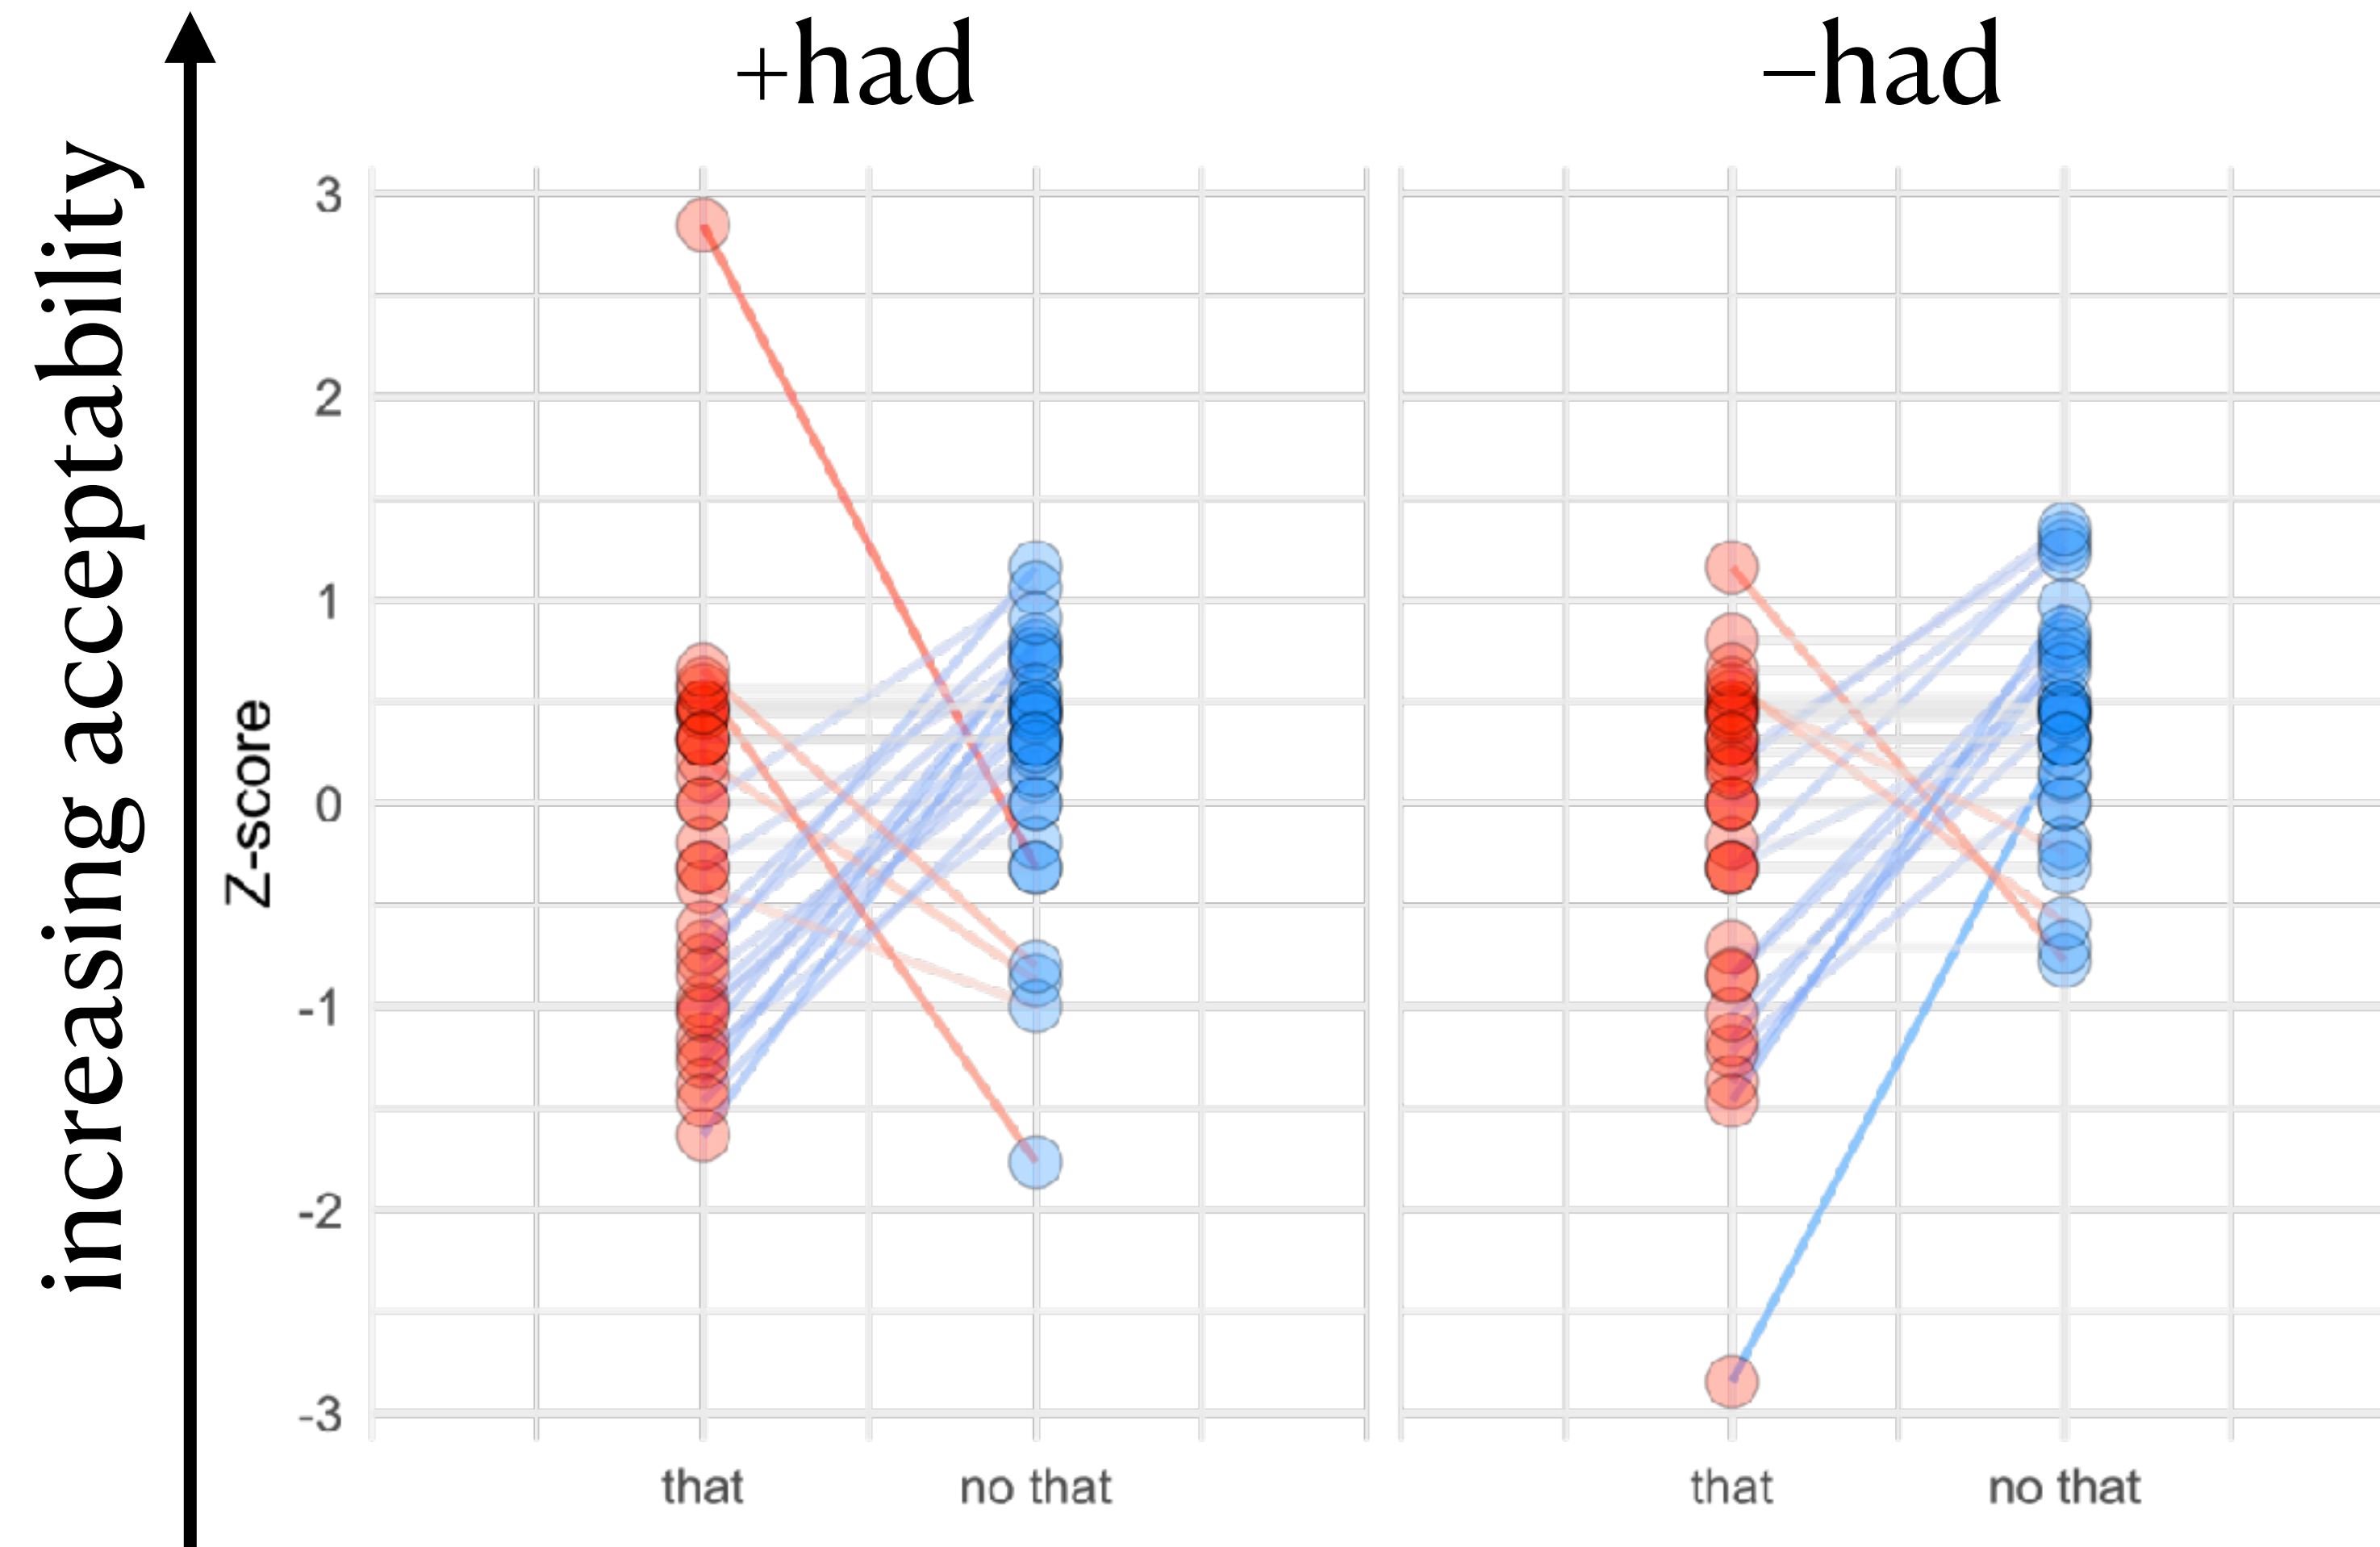 +had
–had
increasing acceptability
Z-score
3
2
1
0
-1
-2
-3
that
no that
that
no that